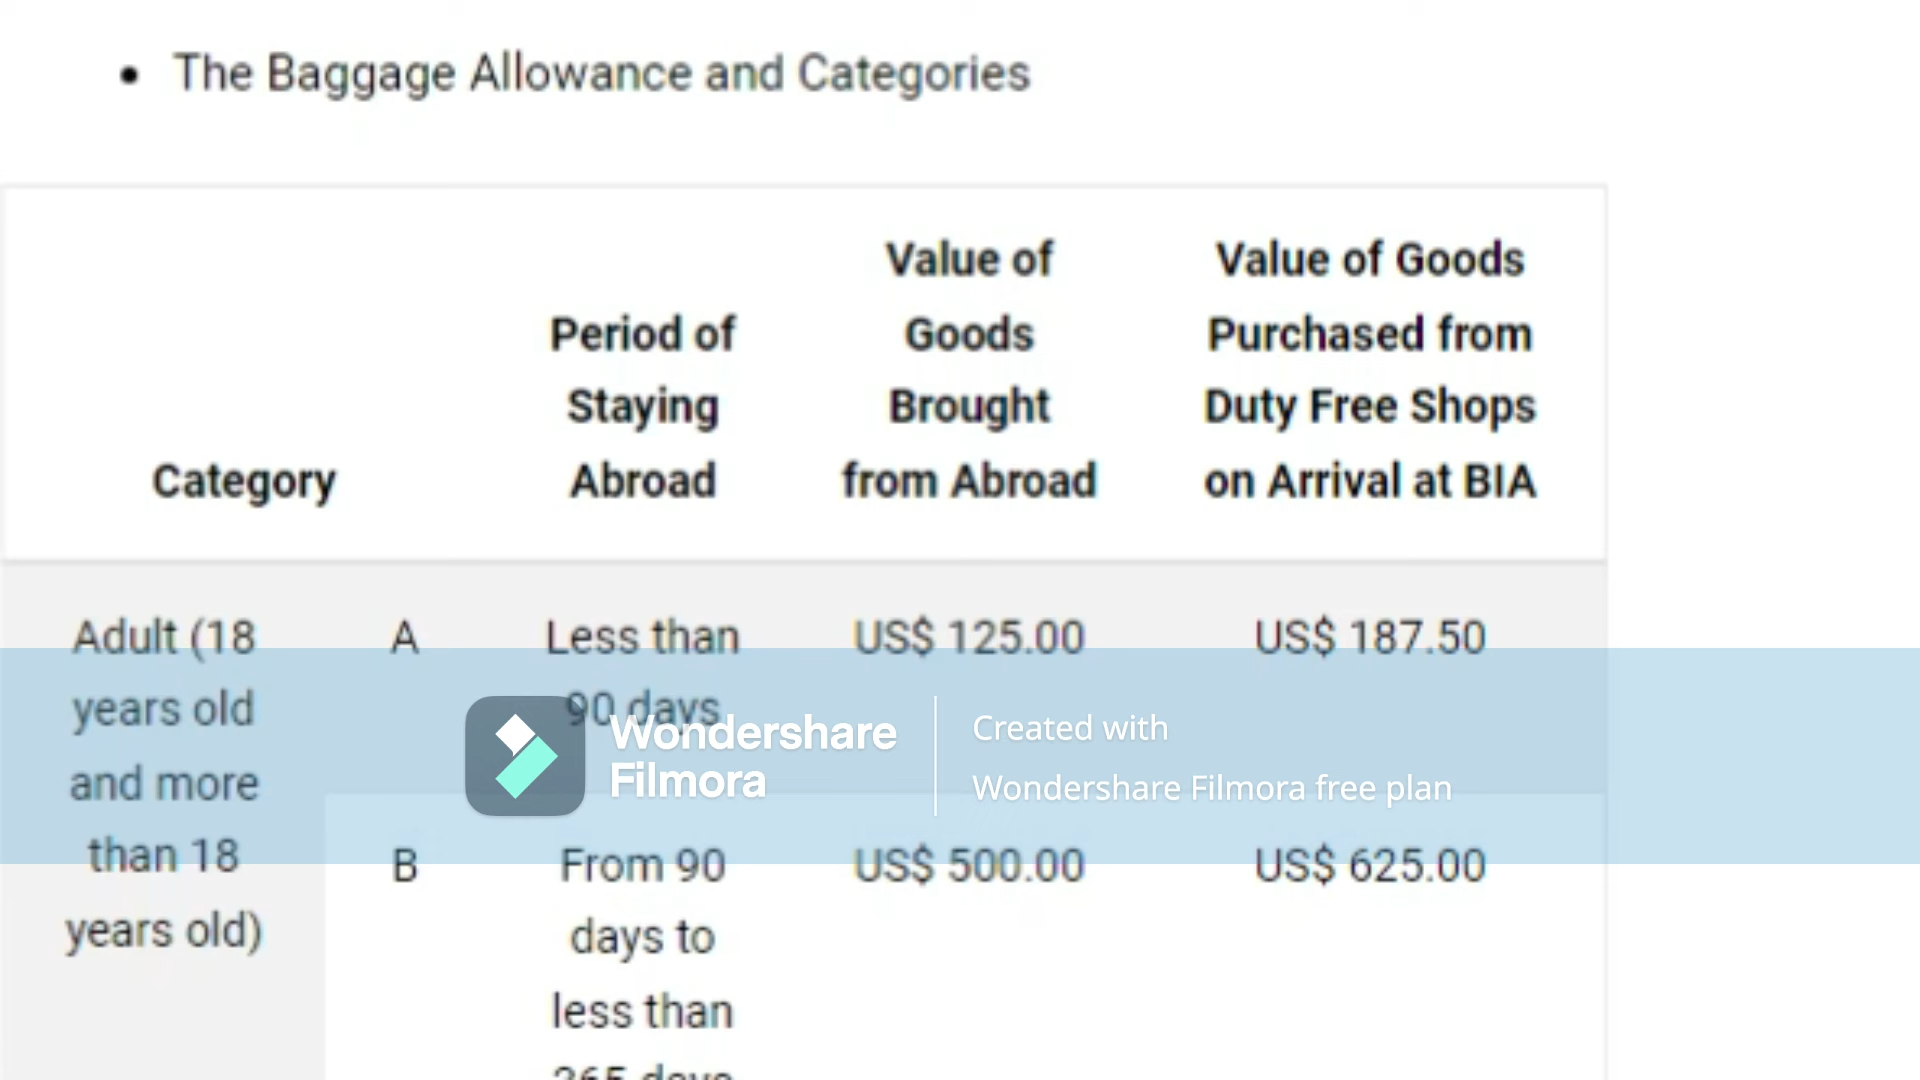 • The Baggage Allowance and Categories
Category
Period of
Staying
Abroad
Value of
Goods
Brought
from Abroad
Value of Goods
Purchased from
Duty Free Shops
on Arrival at BIA
Adult (18
years old
and more
than 18
years old)
A
Less than
90 days
US$ 125.00
US$ 187.50
B
From 90
days to
less than
365 days
US$ 500.00
US$ 625.00
Wondershare
Filmora
Created with
Wondershare Filmora free plan